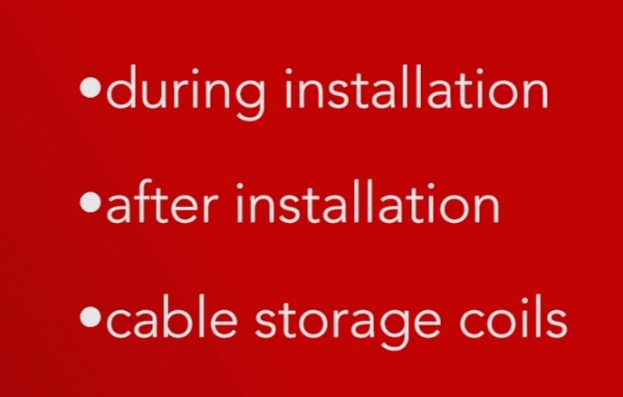 •during installation
•after installation
•cable storage coils